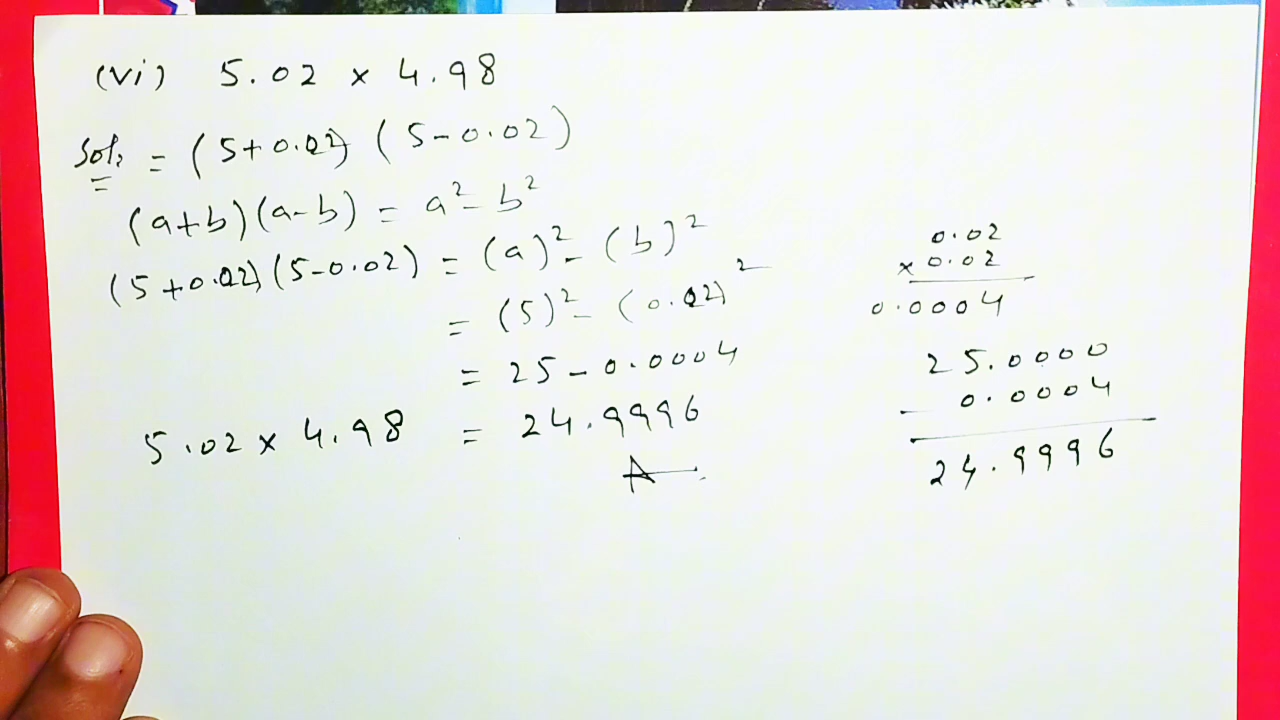 (vi) 5.02 × 4.98
Sol. = (5+0.02) (5-0.02)
(a+b)(a-b) = a² - b²
(5+0.02)(5-0.02) = (a)² - (b)²
= (5)² - (0.02)²
= 25 - 0.0004
5.02 × 4.98 = 24.9996
A
0.02
× 0.02
0.0004
25.0000
- 0.0004
24.9996